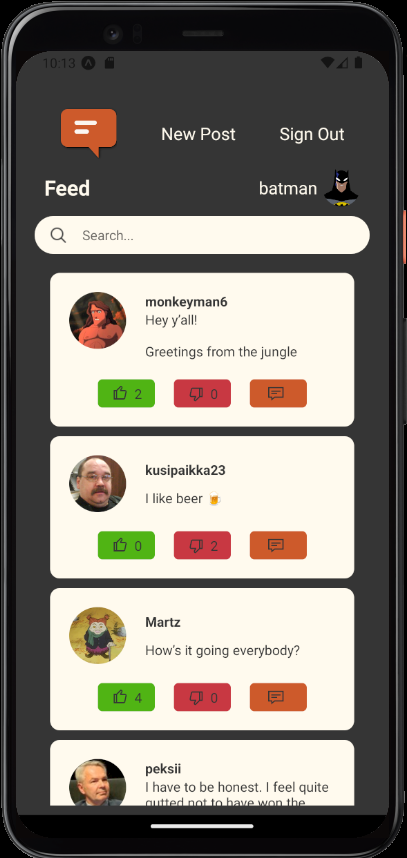 10:13
New Post
Sign Out
Feed
batman
Search...
monkeyman6
Hey y'all!
Greetings from the jungle
2
0
kusipaikka23
I like beer 🍺
0
2
Martz
How's it going everybody?
4
0
peksii
I have to be honest. I feel quite
gutted not to have won the